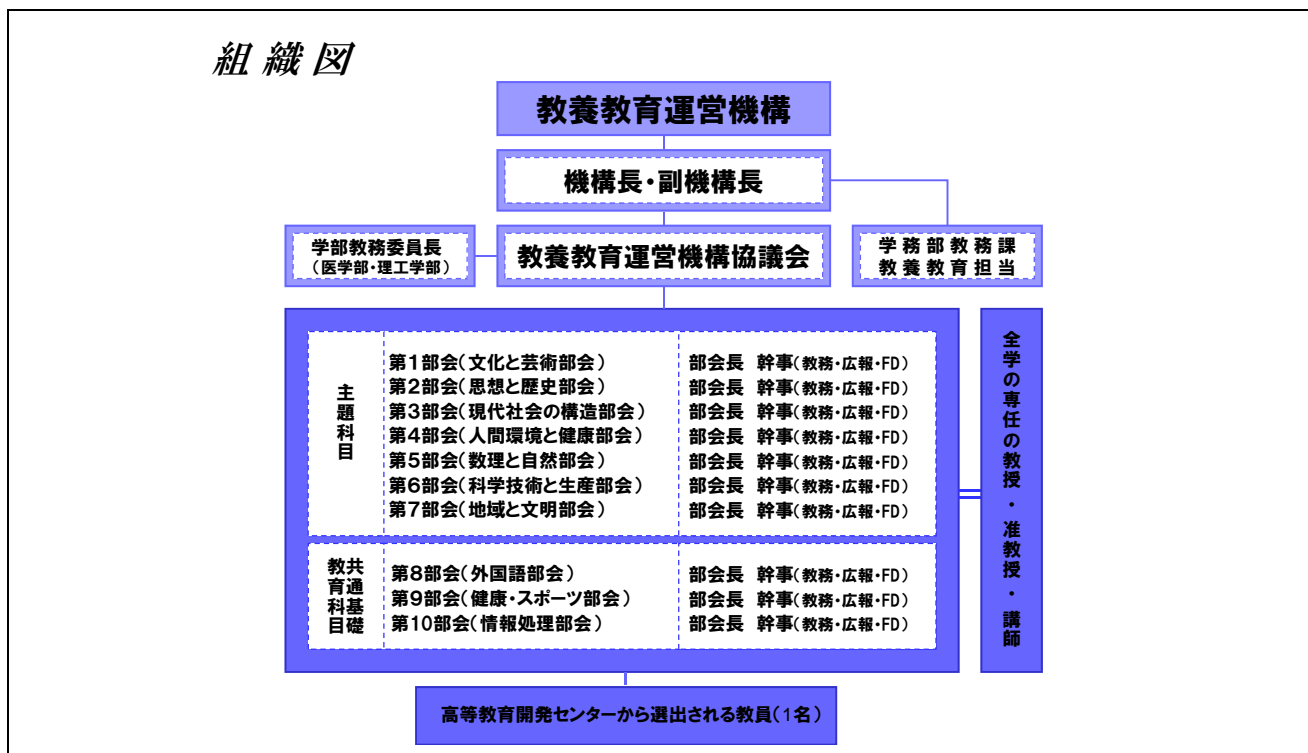 組織図
教養教育運営機構
機構長・副機構長
学部教務委員長
（医学部・理工学部）
教養教育運営機構協議会
学務部教務課
教養教育担当
主題科目
第1部会（文化と芸術部会） 部会長 幹事（教務・広報・FD）
第2部会（思想と歴史部会） 部会長 幹事（教務・広報・FD）
第3部会（現代社会の構造部会） 部会長 幹事（教務・広報・FD）
第4部会（人間環境と健康部会） 部会長 幹事（教務・広報・FD）
第5部会（数理と自然部会） 部会長 幹事（教務・広報・FD）
第6部会（科学技術と生産部会） 部会長 幹事（教務・広報・FD）
第7部会（地域と文明部会） 部会長 幹事（教務・広報・FD）
共通基礎
教育科目
第8部会（外国語部会） 部会長 幹事（教務・広報・FD）
第9部会（健康・スポーツ部会） 部会長 幹事（教務・広報・FD）
第10部会（情報処理部会） 部会長 幹事（教務・広報・FD）
全学の専任の教授・准教授・講師
高等教育開発センターから選出される教員（1名）